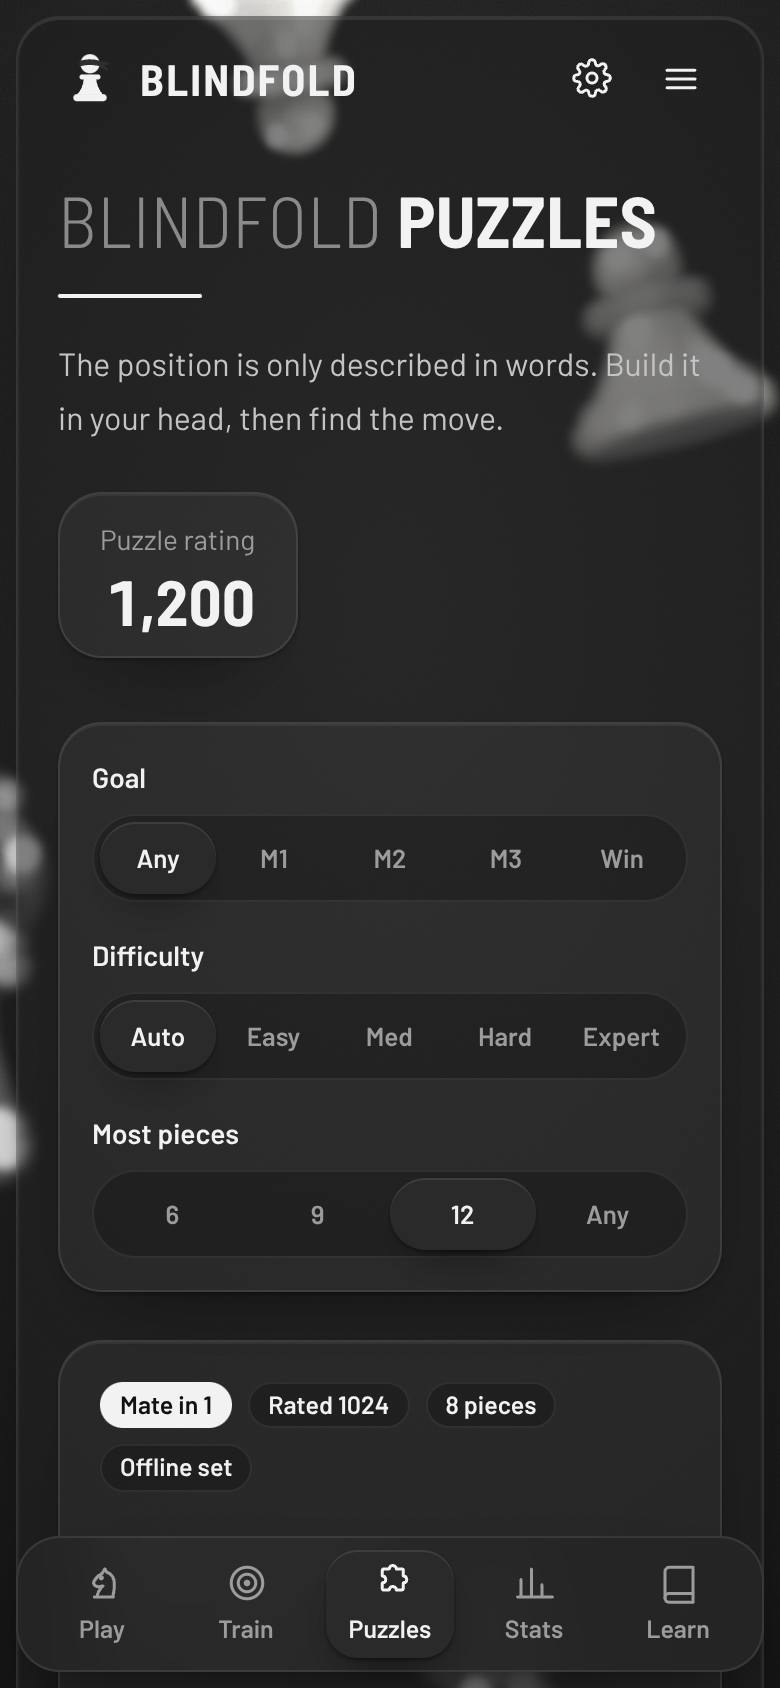 BLINDFOLD
BLINDFOLD PUZZLES
The position is only described in words. Build it
in your head, then find the move.
Puzzle rating
1,200
Goal
Any M1 M2 M3 Win
Difficulty
Auto Easy Med Hard Expert
Most pieces
6 9 12 Any
Mate in 1 Rated 1024 8 pieces
Offline set
Play Train Puzzles Stats Learn